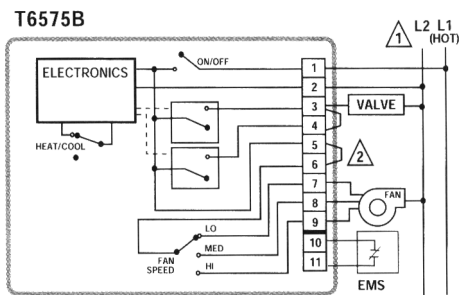 T6575B
1 L2 L1
(HOT)
ON/OFF
ELECTRONICS
1
2
3 VALVE
4
HEAT/COOL
5
2
6
7
FAN
8
9
LO
MED
HI
FAN
SPEED
10
11
EMS